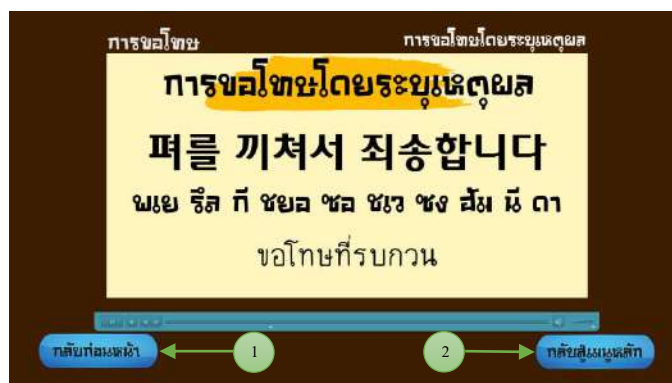 การขอโทษ
การขอโทษโดยระบุเหตุผล
การขอโทษโดยระบุเหตุผล
펴를 끼쳐서 죄송합니다
พเย รึล กี ชยอ ซอ ชเว ซง ฮัม นี ดา
ขอโทษที่รบกวน
กลับก่อนหน้า
1
2
กลับสู่เมนูหลัก